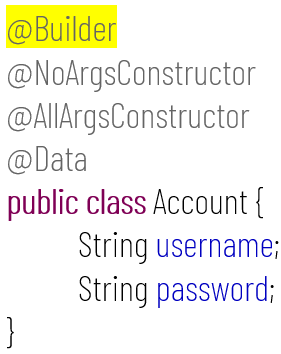 @Builder
@NoArgsConstructor
@AllArgsConstructor
@Data
public class Account {
String username;
String password;
}